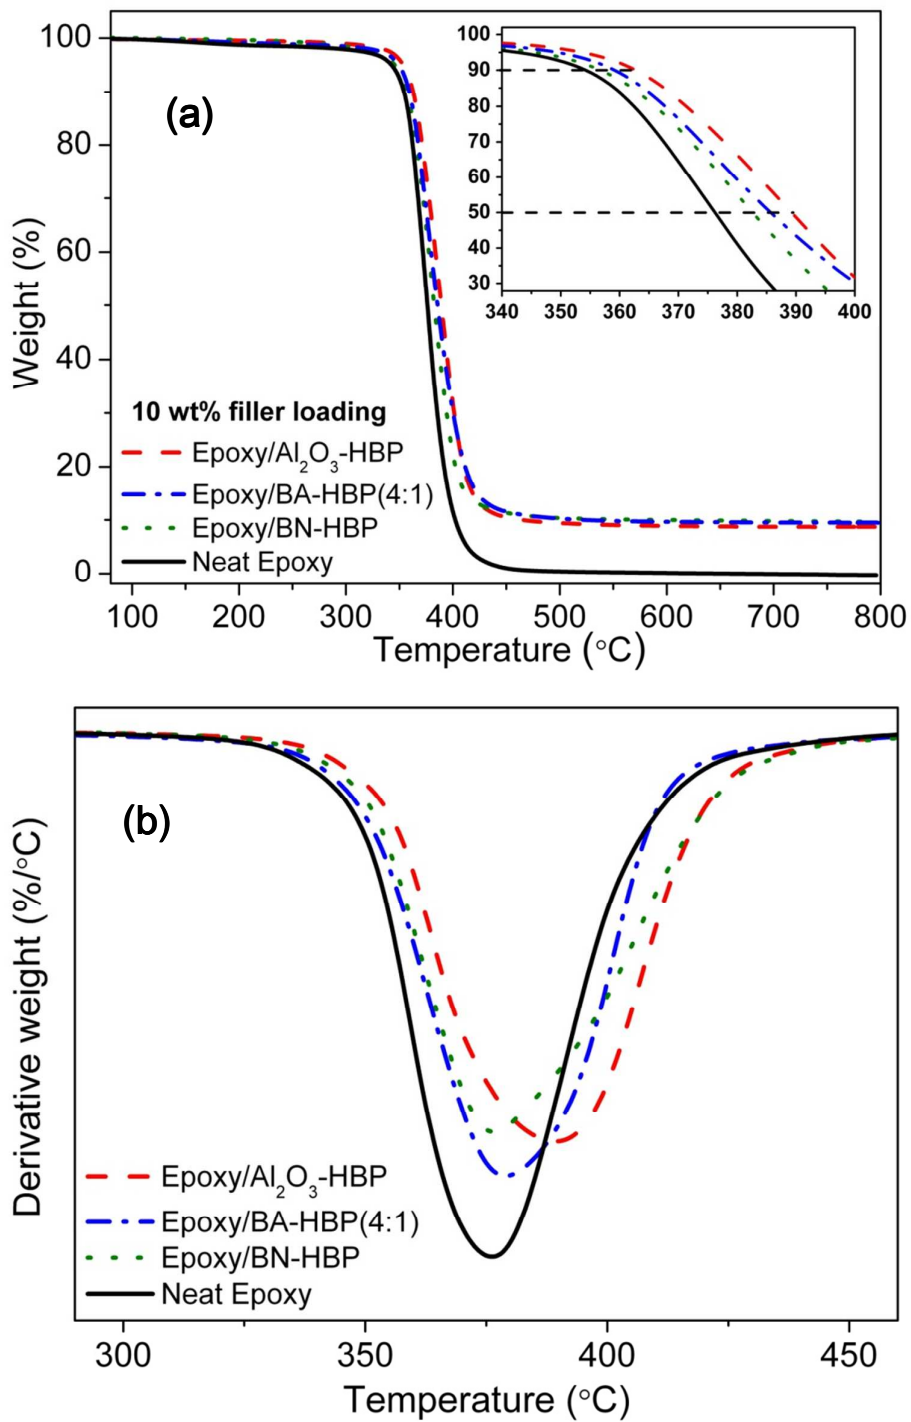 (a)
Weight (%)
100
80
60
40
20
0
100 200 300 400 500 600 700 800
Temperature (°C)
100
90
80
70
60
50
40
30
340 350 360 370 380 390 400
10 wt% filler loading
Epoxy/Al₂O₃-HBP
Epoxy/BA-HBP(4:1)
Epoxy/BN-HBP
Neat Epoxy
(b)
Derivative weight (%/°C)
Epoxy/Al₂O₃-HBP
Epoxy/BA-HBP(4:1)
Epoxy/BN-HBP
Neat Epoxy
300 350 400 450
Temperature (°C)